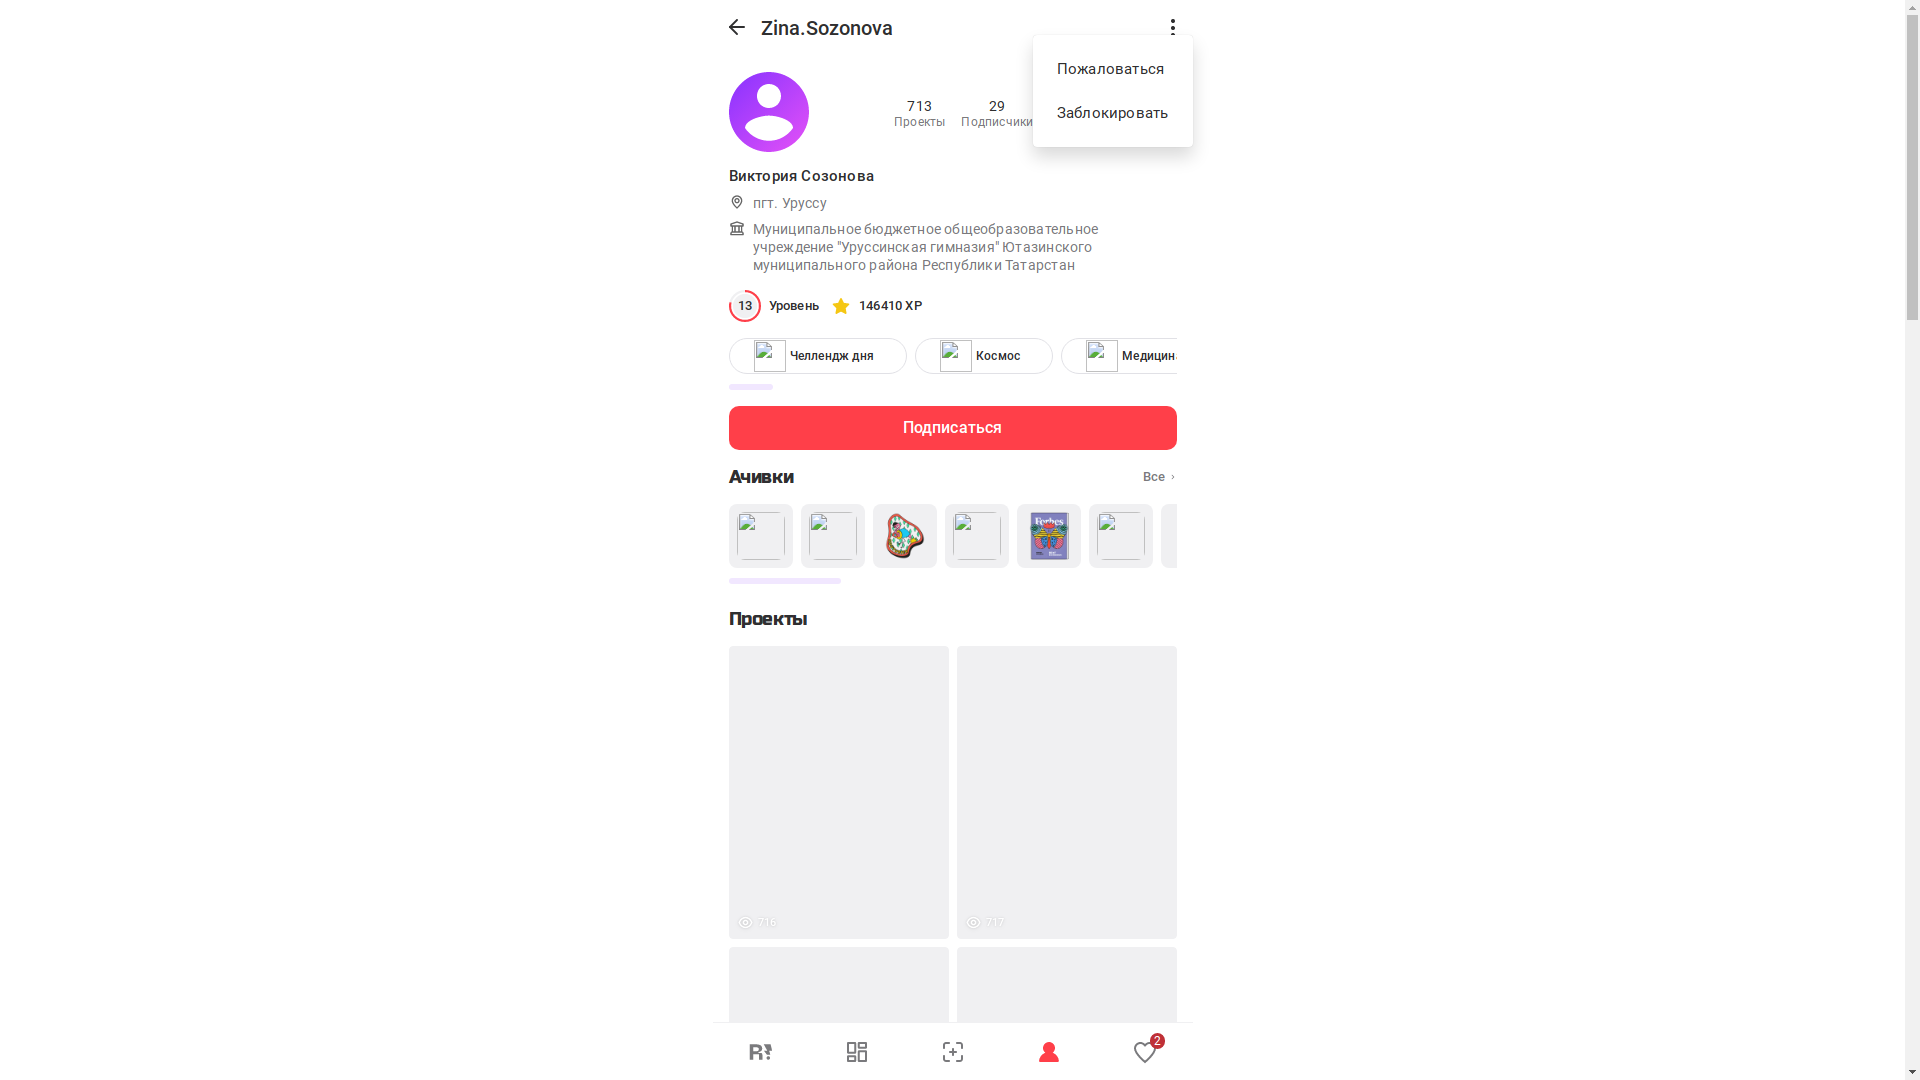 Zina.Sozonova
Пожаловаться
Заблокировать
713
Проекты
29
Подписчики
Виктория Созонова
пгт. Уруссу
Муниципальное бюджетное общеобразовательное
учреждение "Уруссинская гимназия" Ютазинского
муниципального района Республики Татарстан
13 Уровень 146410 XP
Челлендж дня
Космос
Медицин
Подписаться
Ачивки
Все
Forbes
Проекты
716
717
R!
2